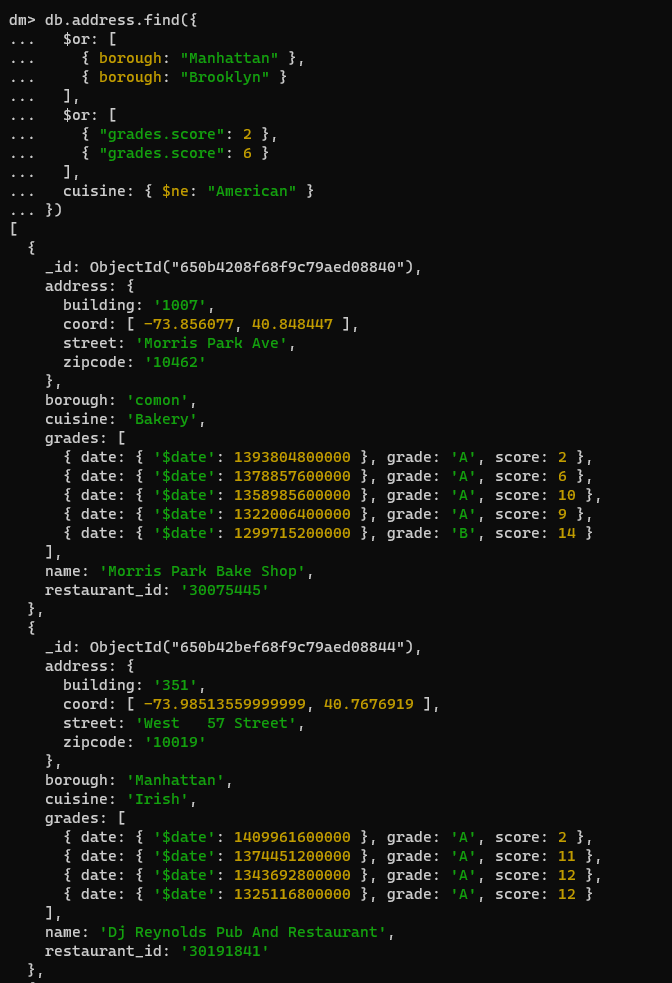 dm> db.address.find({
...   $or: [
...     { borough: "Manhattan" },
...     { borough: "Brooklyn" }
...   ],
...   $or: [
...     { "grades.score": 2 },
...     { "grades.score": 6 }
...   ],
...   cuisine: { $ne: "American" }
... })
[
  {
    _id: ObjectId("650b4208f68f9c79aed08840"),
    address: {
      building: '1007',
      coord: [ -73.856077, 40.848447 ],
      street: 'Morris Park Ave',
      zipcode: '10462'
    },
    borough: 'comon',
    cuisine: 'Bakery',
    grades: [
      { date: { '$date': 1393804800000 }, grade: 'A', score: 2 },
      { date: { '$date': 1378857600000 }, grade: 'A', score: 6 },
      { date: { '$date': 1358985600000 }, grade: 'A', score: 10 },
      { date: { '$date': 1322006400000 }, grade: 'A', score: 9 },
      { date: { '$date': 1299715200000 }, grade: 'B', score: 14 }
    ],
    name: 'Morris Park Bake Shop',
    restaurant_id: '30075445'
  },
  {
    _id: ObjectId("650b42bef68f9c79aed08844"),
    address: {
      building: '351',
      coord: [ -73.98513559999999, 40.7676919 ],
      street: 'West   57 Street',
      zipcode: '10019'
    },
    borough: 'Manhattan',
    cuisine: 'Irish',
    grades: [
      { date: { '$date': 1409961600000 }, grade: 'A', score: 2 },
      { date: { '$date': 1374451200000 }, grade: 'A', score: 11 },
      { date: { '$date': 1343692800000 }, grade: 'A', score: 12 },
      { date: { '$date': 1325116800000 }, grade: 'A', score: 12 }
    ],
    name: 'Dj Reynolds Pub And Restaurant',
    restaurant_id: '30191841'
  },